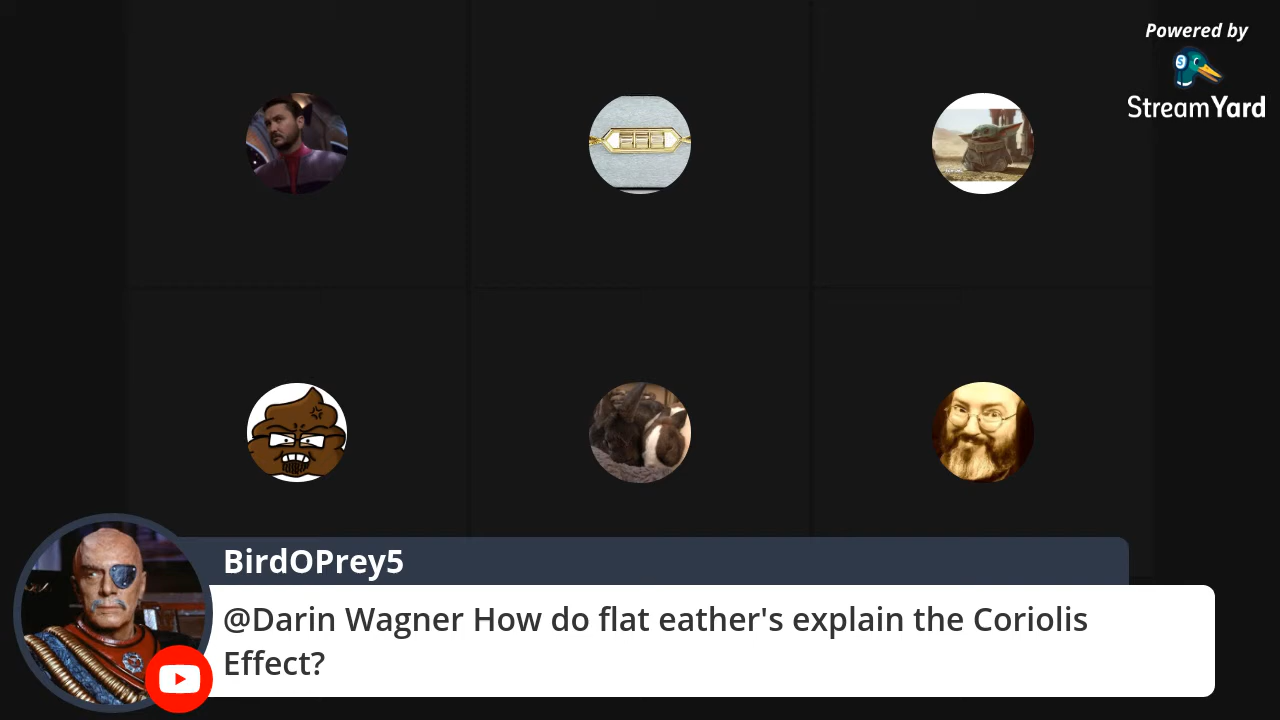 Powered by
StreamYard
BirdOPrey5
@Darin Wagner How do flat eather's explain the Coriolis
Effect?